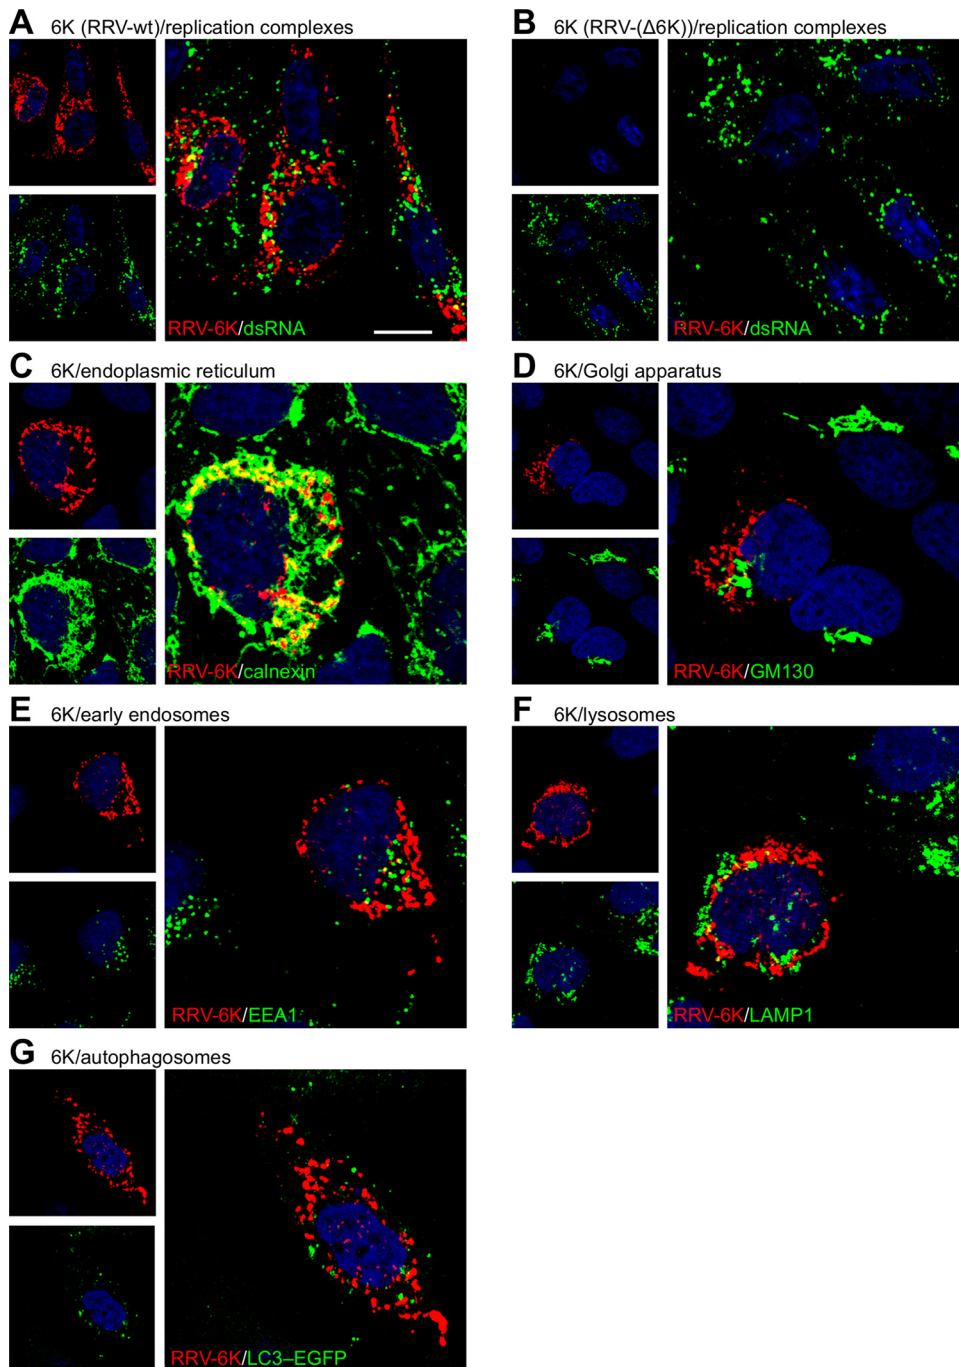 A 6K (RRV-wt)/replication complexes
RRV-6K/dsRNA
B 6K (RRV-(Δ6K))/replication complexes
RRV-6K/dsRNA
C 6K/endoplasmic reticulum
RRV-6K/calnexin
D 6K/Golgi apparatus
RRV-6K/GM130
E 6K/early endosomes
RRV-6K/EEA1
F 6K/lysosomes
RRV-6K/LAMP1
G 6K/autophagosomes
RRV-6K/LC3–EGFP